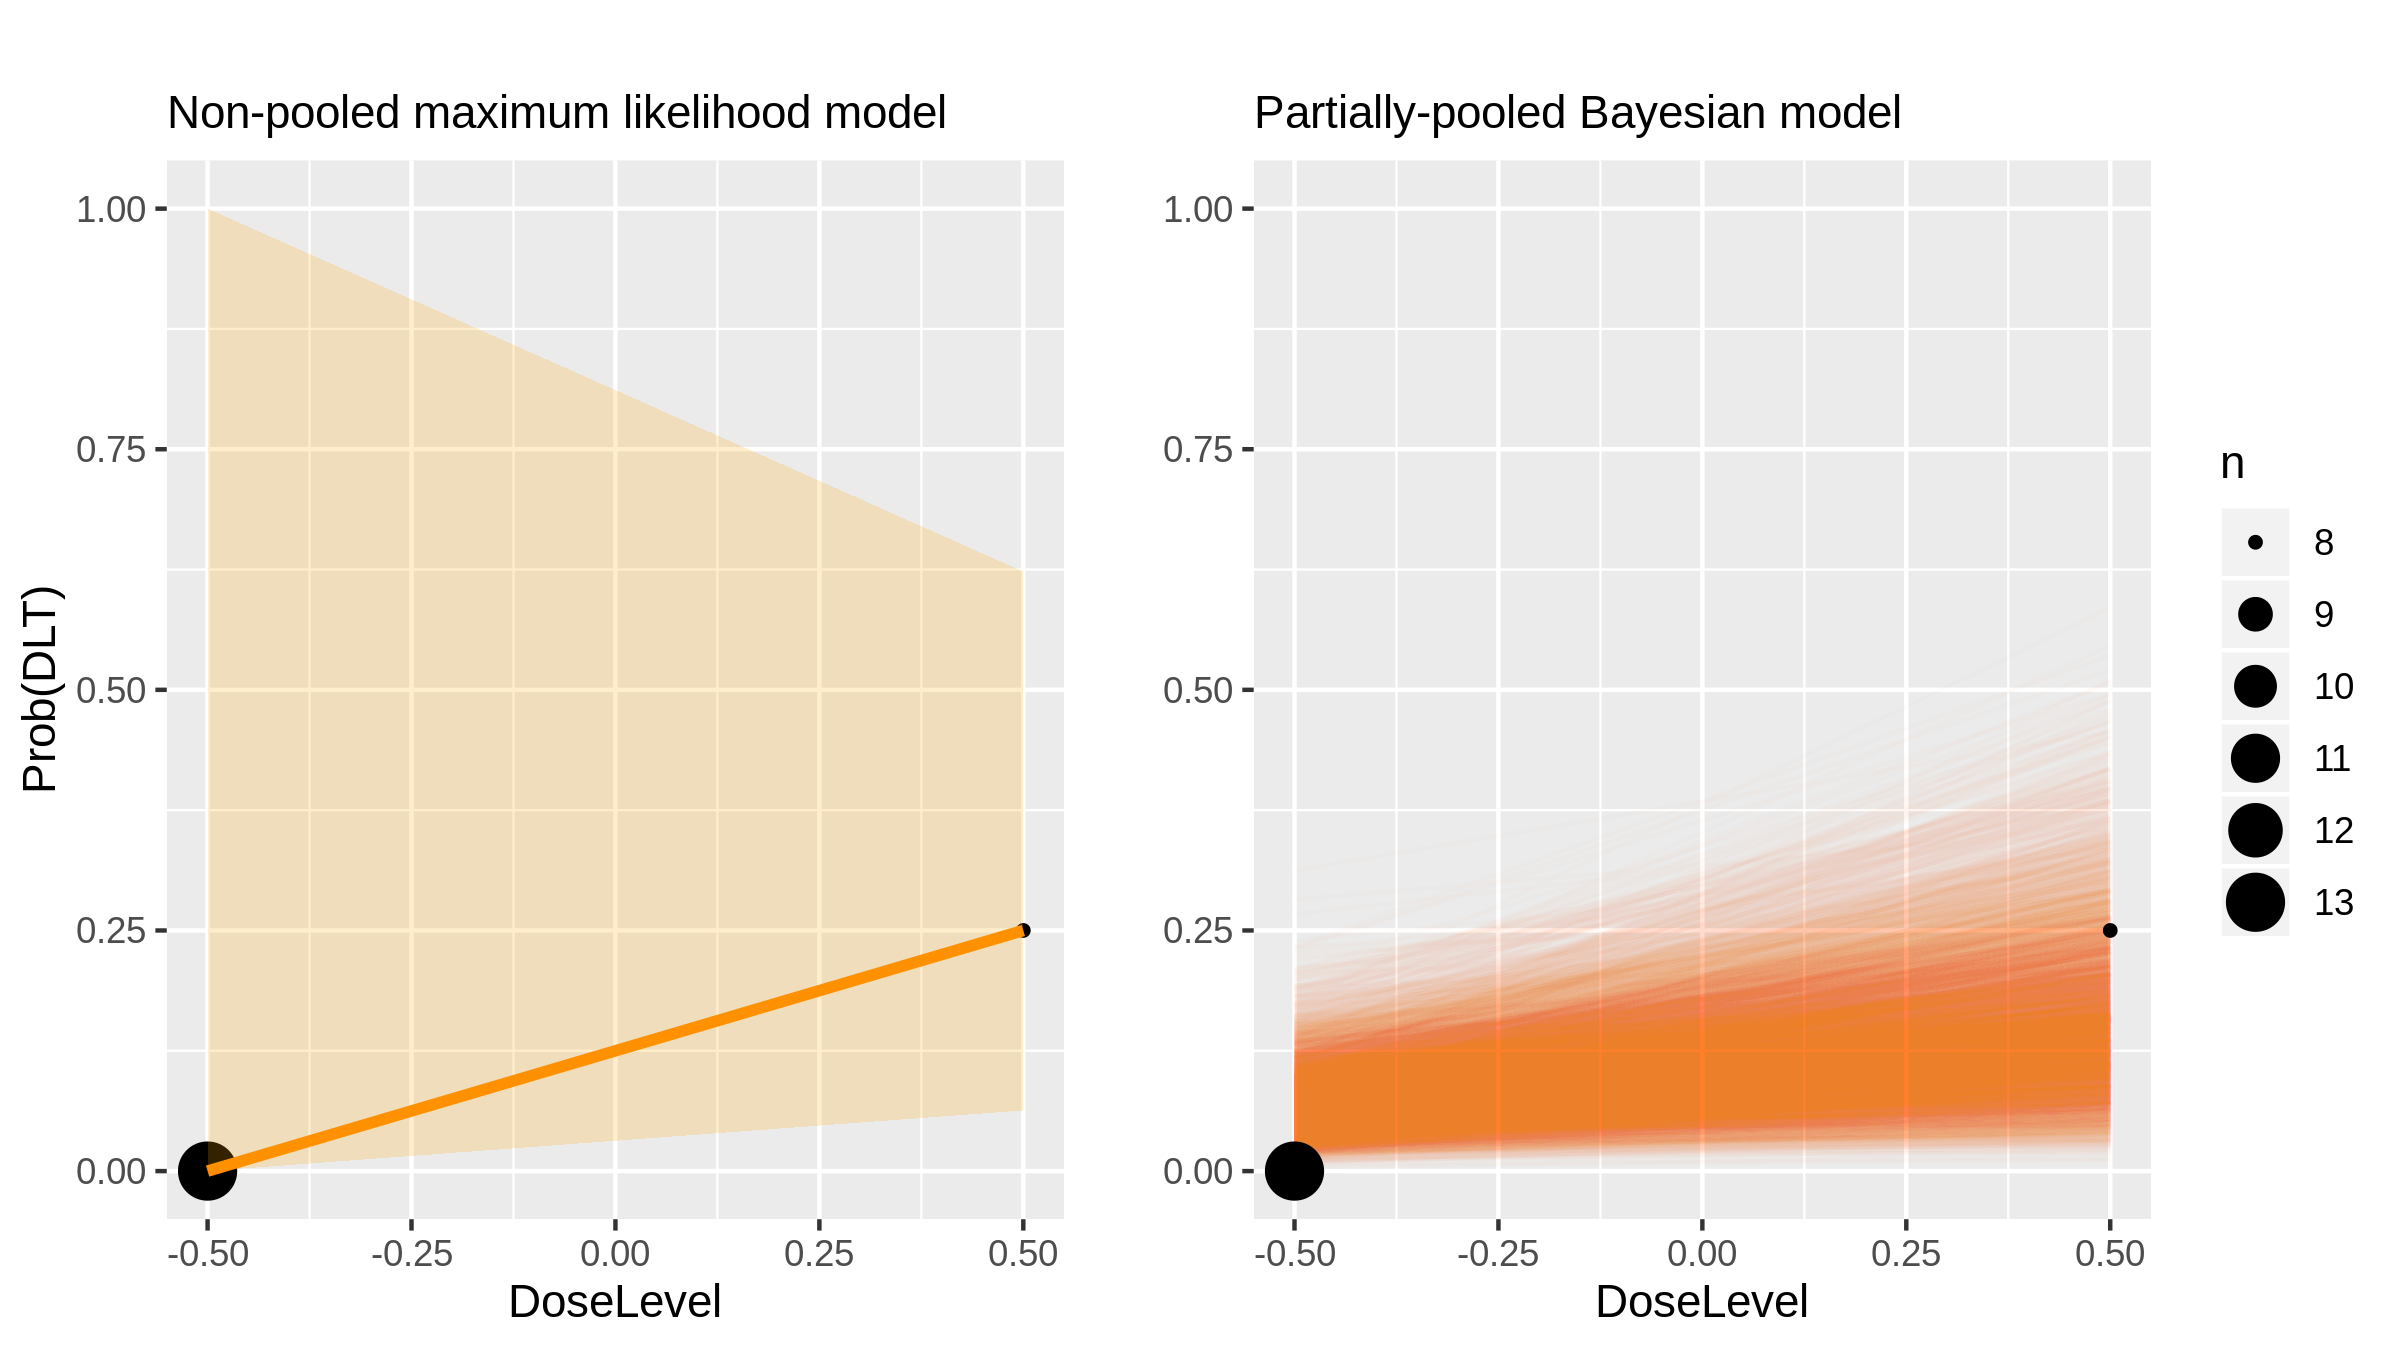 Non-pooled maximum likelihood model
Prob(DLT)
1.00
0.75
0.50
0.25
0.00
-0.50 -0.25 0.00 0.25 0.50
DoseLevel
Partially-pooled Bayesian model
1.00
0.75
0.50
0.25
0.00
-0.50 -0.25 0.00 0.25 0.50
DoseLevel
n
8
9
10
11
12
13